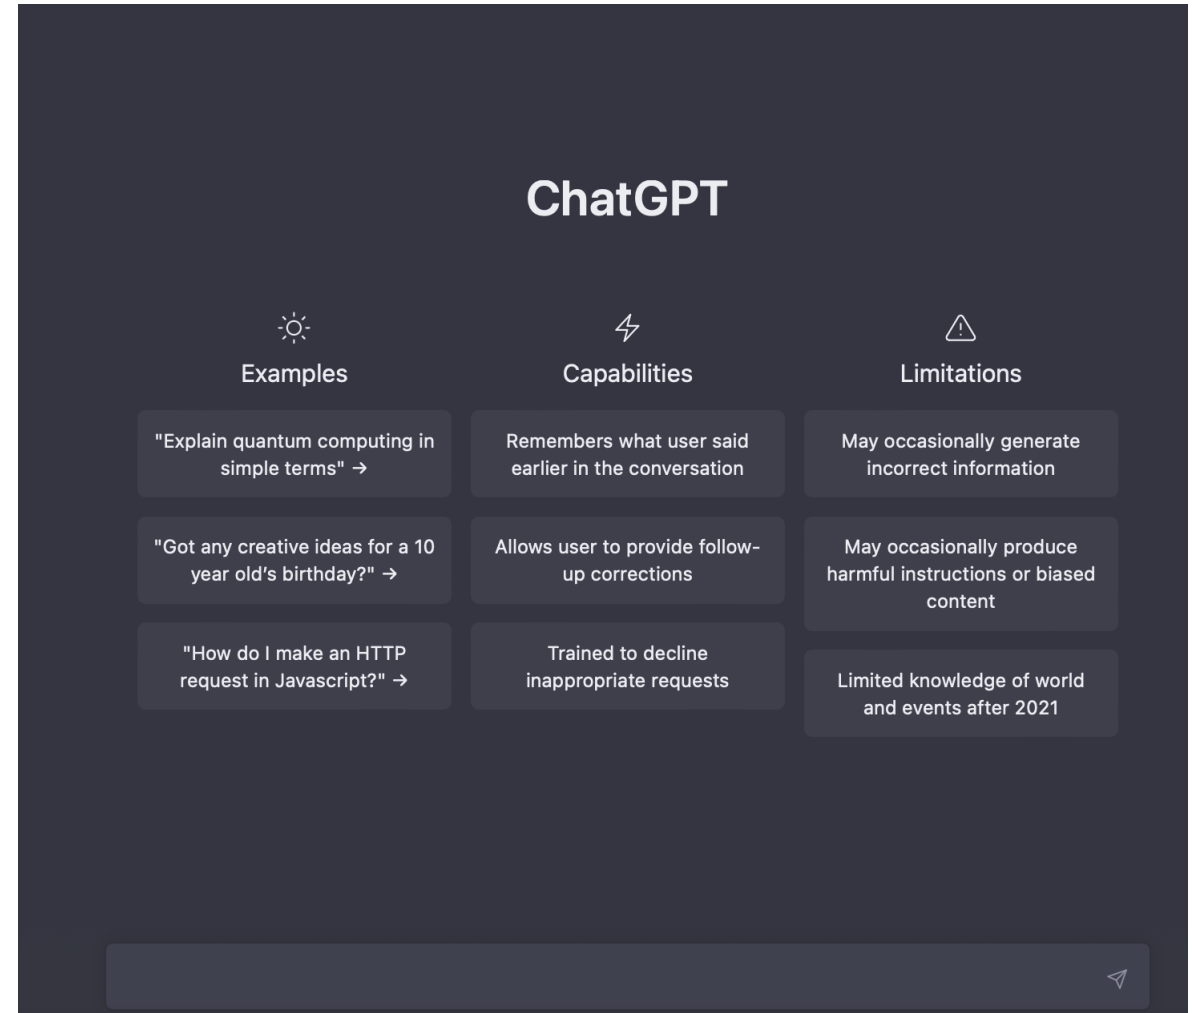 ChatGPT
Examples
"Explain quantum computing in
simple terms" →
"Got any creative ideas for a 10
year old’s birthday?" →
"How do I make an HTTP
request in Javascript?" →
Capabilities
Remembers what user said
earlier in the conversation
Allows user to provide follow-
up corrections
Trained to decline
inappropriate requests
Limitations
May occasionally generate
incorrect information
May occasionally produce
harmful instructions or biased
content
Limited knowledge of world
and events after 2021